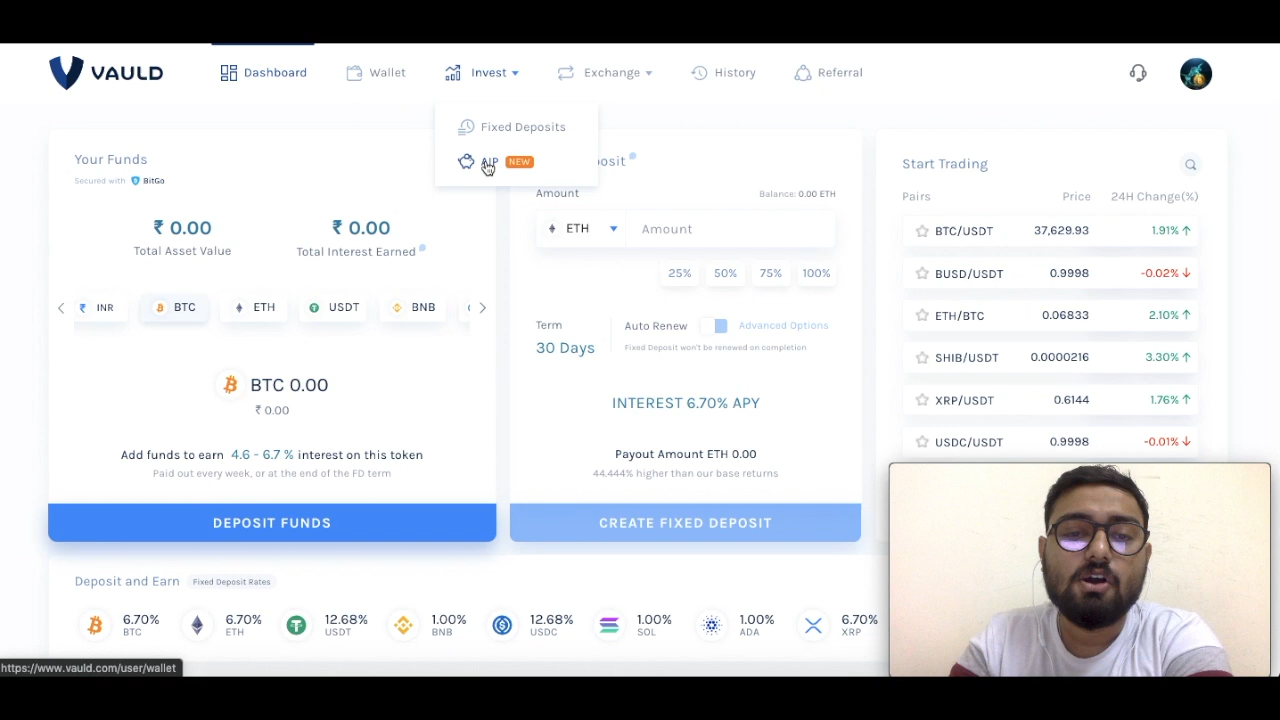 VAULD
Dashboard
Wallet
Invest
Exchange
History
Referral
Fixed Deposits
AIP NEW
Your Funds
Secured with BitGo
₹ 0.00
Total Asset Value
₹ 0.00
Total Interest Earned
INR
BTC
ETH
USDT
BNB
BTC 0.00
₹ 0.00
Add funds to earn 4.6 - 6.7 % interest on this token
Paid out every week, or at the end of the FD term
DEPOSIT FUNDS
Amount
Balance: 0.00 ETH
ETH
Amount
25%
50%
75%
100%
Term
30 Days
Auto Renew
Advanced Options
Fixed Deposit won't be renewed on completion
INTEREST 6.70% APY
Payout Amount ETH 0.00
44.444% higher than our base returns
CREATE FIXED DEPOSIT
Start Trading
Pairs Price 24H Change(%)
BTC/USDT 37,629.93 1.91% ↑
BUSD/USDT 0.9998 -0.02% ↓
ETH/BTC 0.06833 2.10% ↑
SHIB/USDT 0.0000216 3.30% ↑
XRP/USDT 0.6144 1.76% ↑
USDC/USDT 0.9998 -0.01% ↓
Deposit and Earn Fixed Deposit Rates
6.70%
BTC
6.70%
ETH
12.68%
USDT
1.00%
BNB
12.68%
USDC
1.00%
SOL
1.00%
ADA
6.70%
XRP
https://www.vauld.com/user/wallet